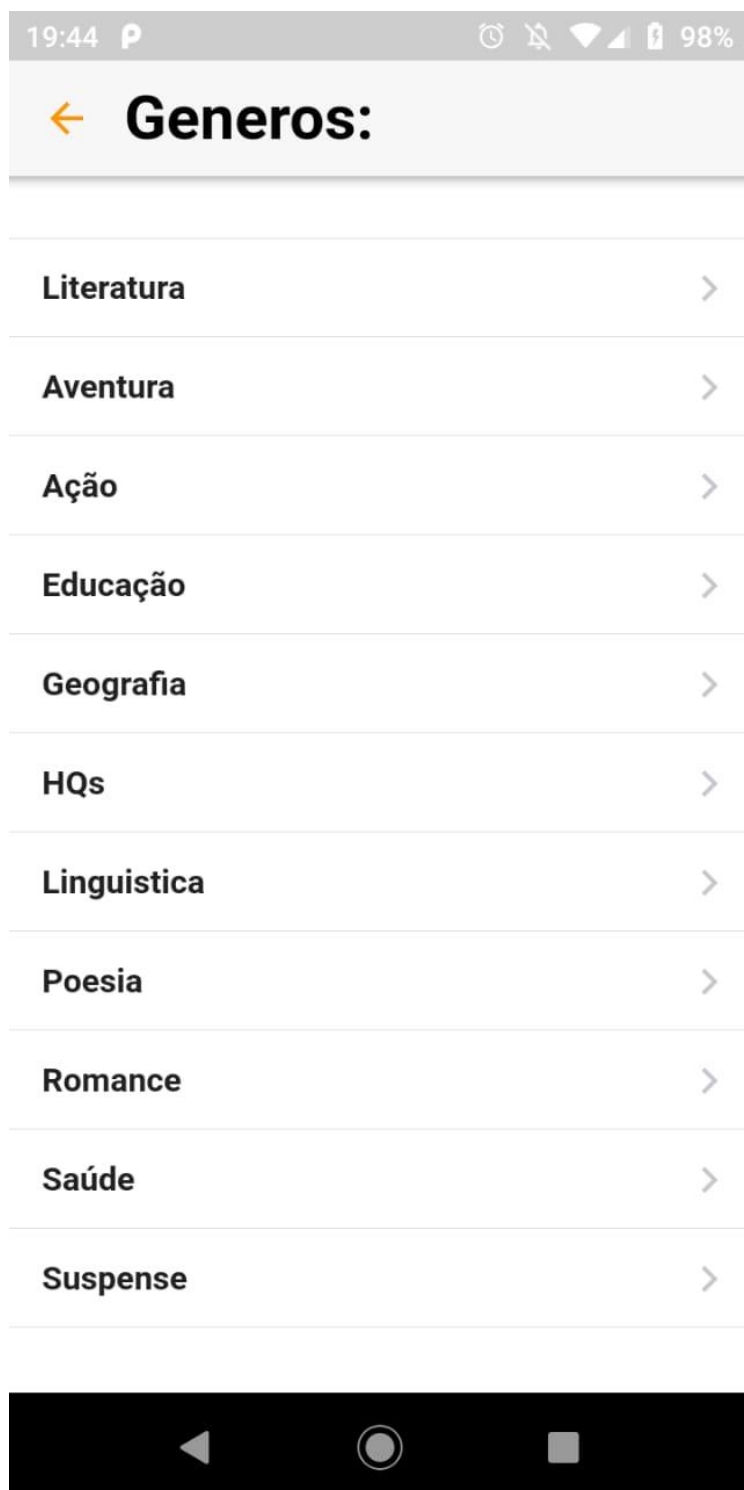 19:44 98%
Generos:
Literatura
Aventura
Ação
Educação
Geografia
HQs
Linguistica
Poesia
Romance
Saúde
Suspense